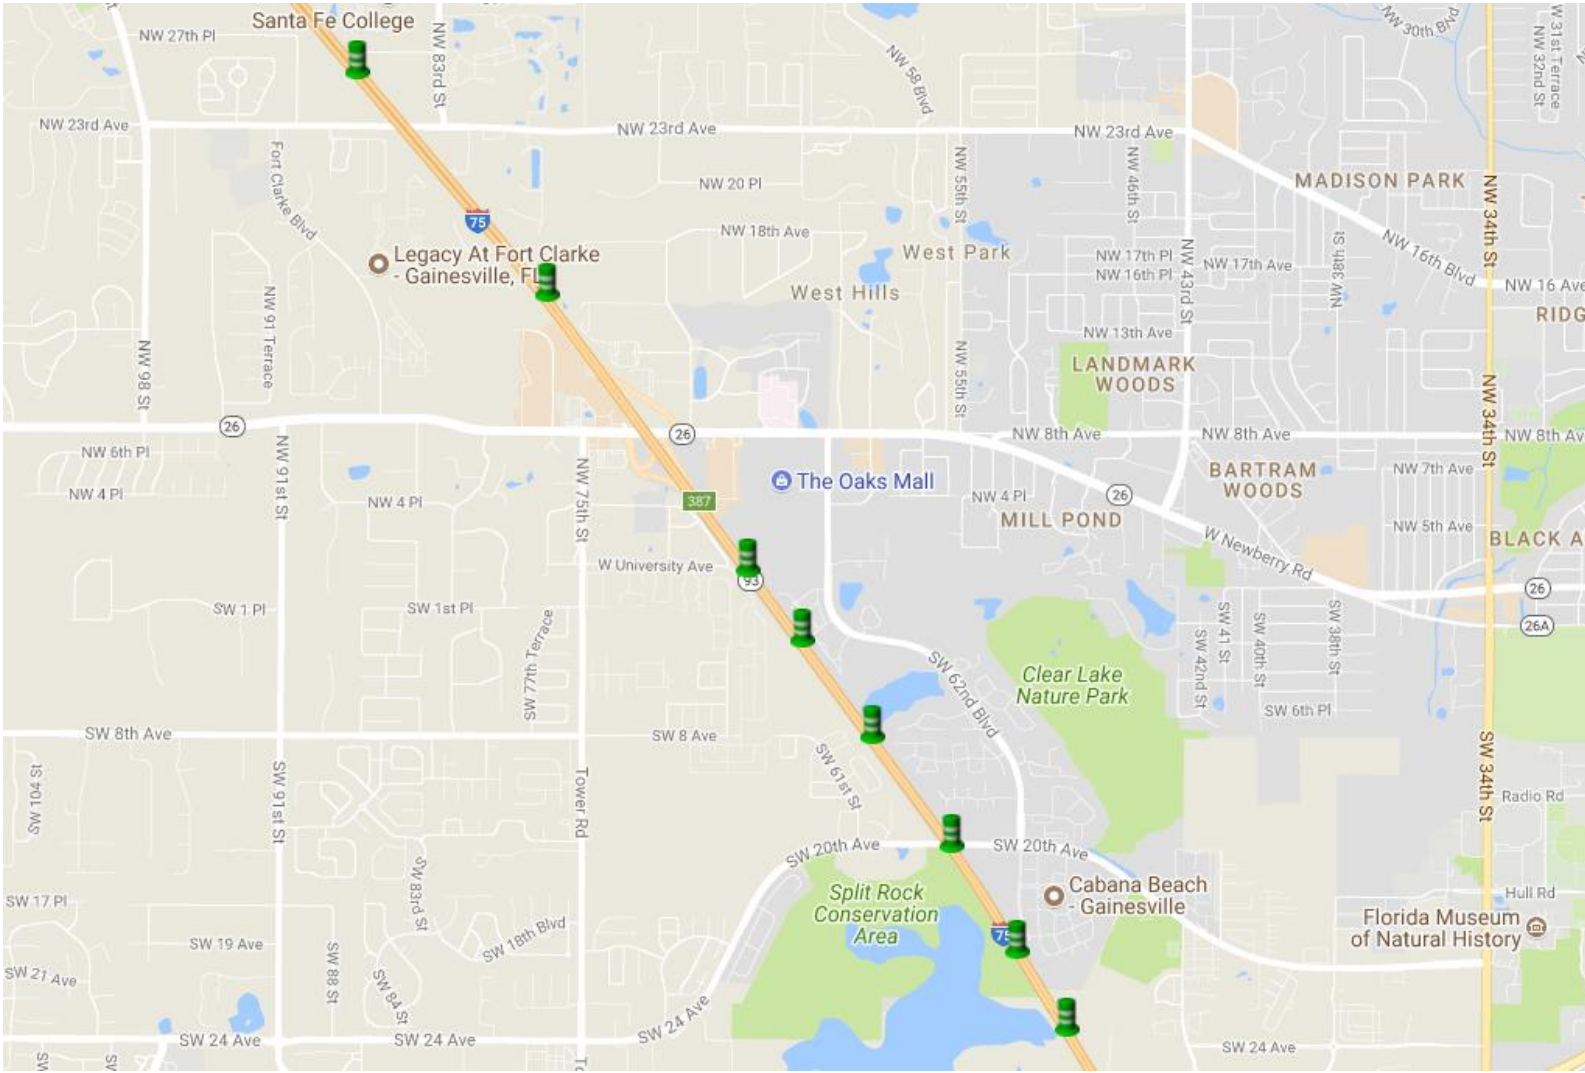 Santa Fe College
NW 27th Pl
NW 83rd St
NW 58 Blvd
NW 30th Blvd
W 31st Terrace
NW 32nd St
NW 23rd Ave
NW 23rd Ave
NW 23rd Ave
Fort Clarke Blvd
NW 20 Pl
NW 55th St
NW 46th St
MADISON PARK
NW 34th St
75
NW 18th Ave
West Park
NW 17th Pl
NW 16th Pl
NW 17th Ave
NW 43rd St
NW 38th St
NW 16th Blvd
NW 16 Ave
Legacy At Fort Clarke
- Gainesville, FL
West Hills
RIDG
NW 98 St
NW 91 Terrace
NW 55th St
NW 13th Ave
LANDMARK
WOODS
NW 34th St
26
26
NW 8th Ave
NW 8th Ave
NW 8th Av
NW 6th Pl
NW 4 Pl
NW 91st St
NW 4 Pl
NW 75th St
387
The Oaks Mall
NW 4 Pl
26
MILL POND
BARTRAM
WOODS
NW 7th Ave
NW 5th Ave
BLACK A
W Newberry Rd
W University Ave
93
26
26A
SW 1 Pl
SW 1st Pl
SW 77th Terrace
SW 62nd Blvd
Clear Lake
Nature Park
SW 42nd St
SW 41 St
SW 40th St
SW 38th St
SW 6th Pl
SW 8th Ave
SW 8 Ave
SW 61st St
SW 34th St
SW 104 St
SW 91st St
Tower Rd
Radio Rd
SW 20th Ave
SW 20th Ave
SW 83rd St
Split Rock
Conservation
Area
Cabana Beach
- Gainesville
Hull Rd
SW 17 Pl
SW 18th Blvd
Florida Museum
of Natural History
75
SW 19 Ave
SW 88 St
SW 84 St
SW 21 Ave
SW 24 Ave
SW 24 Ave
SW 24 Ave
SW 24 Ave
SW
SW